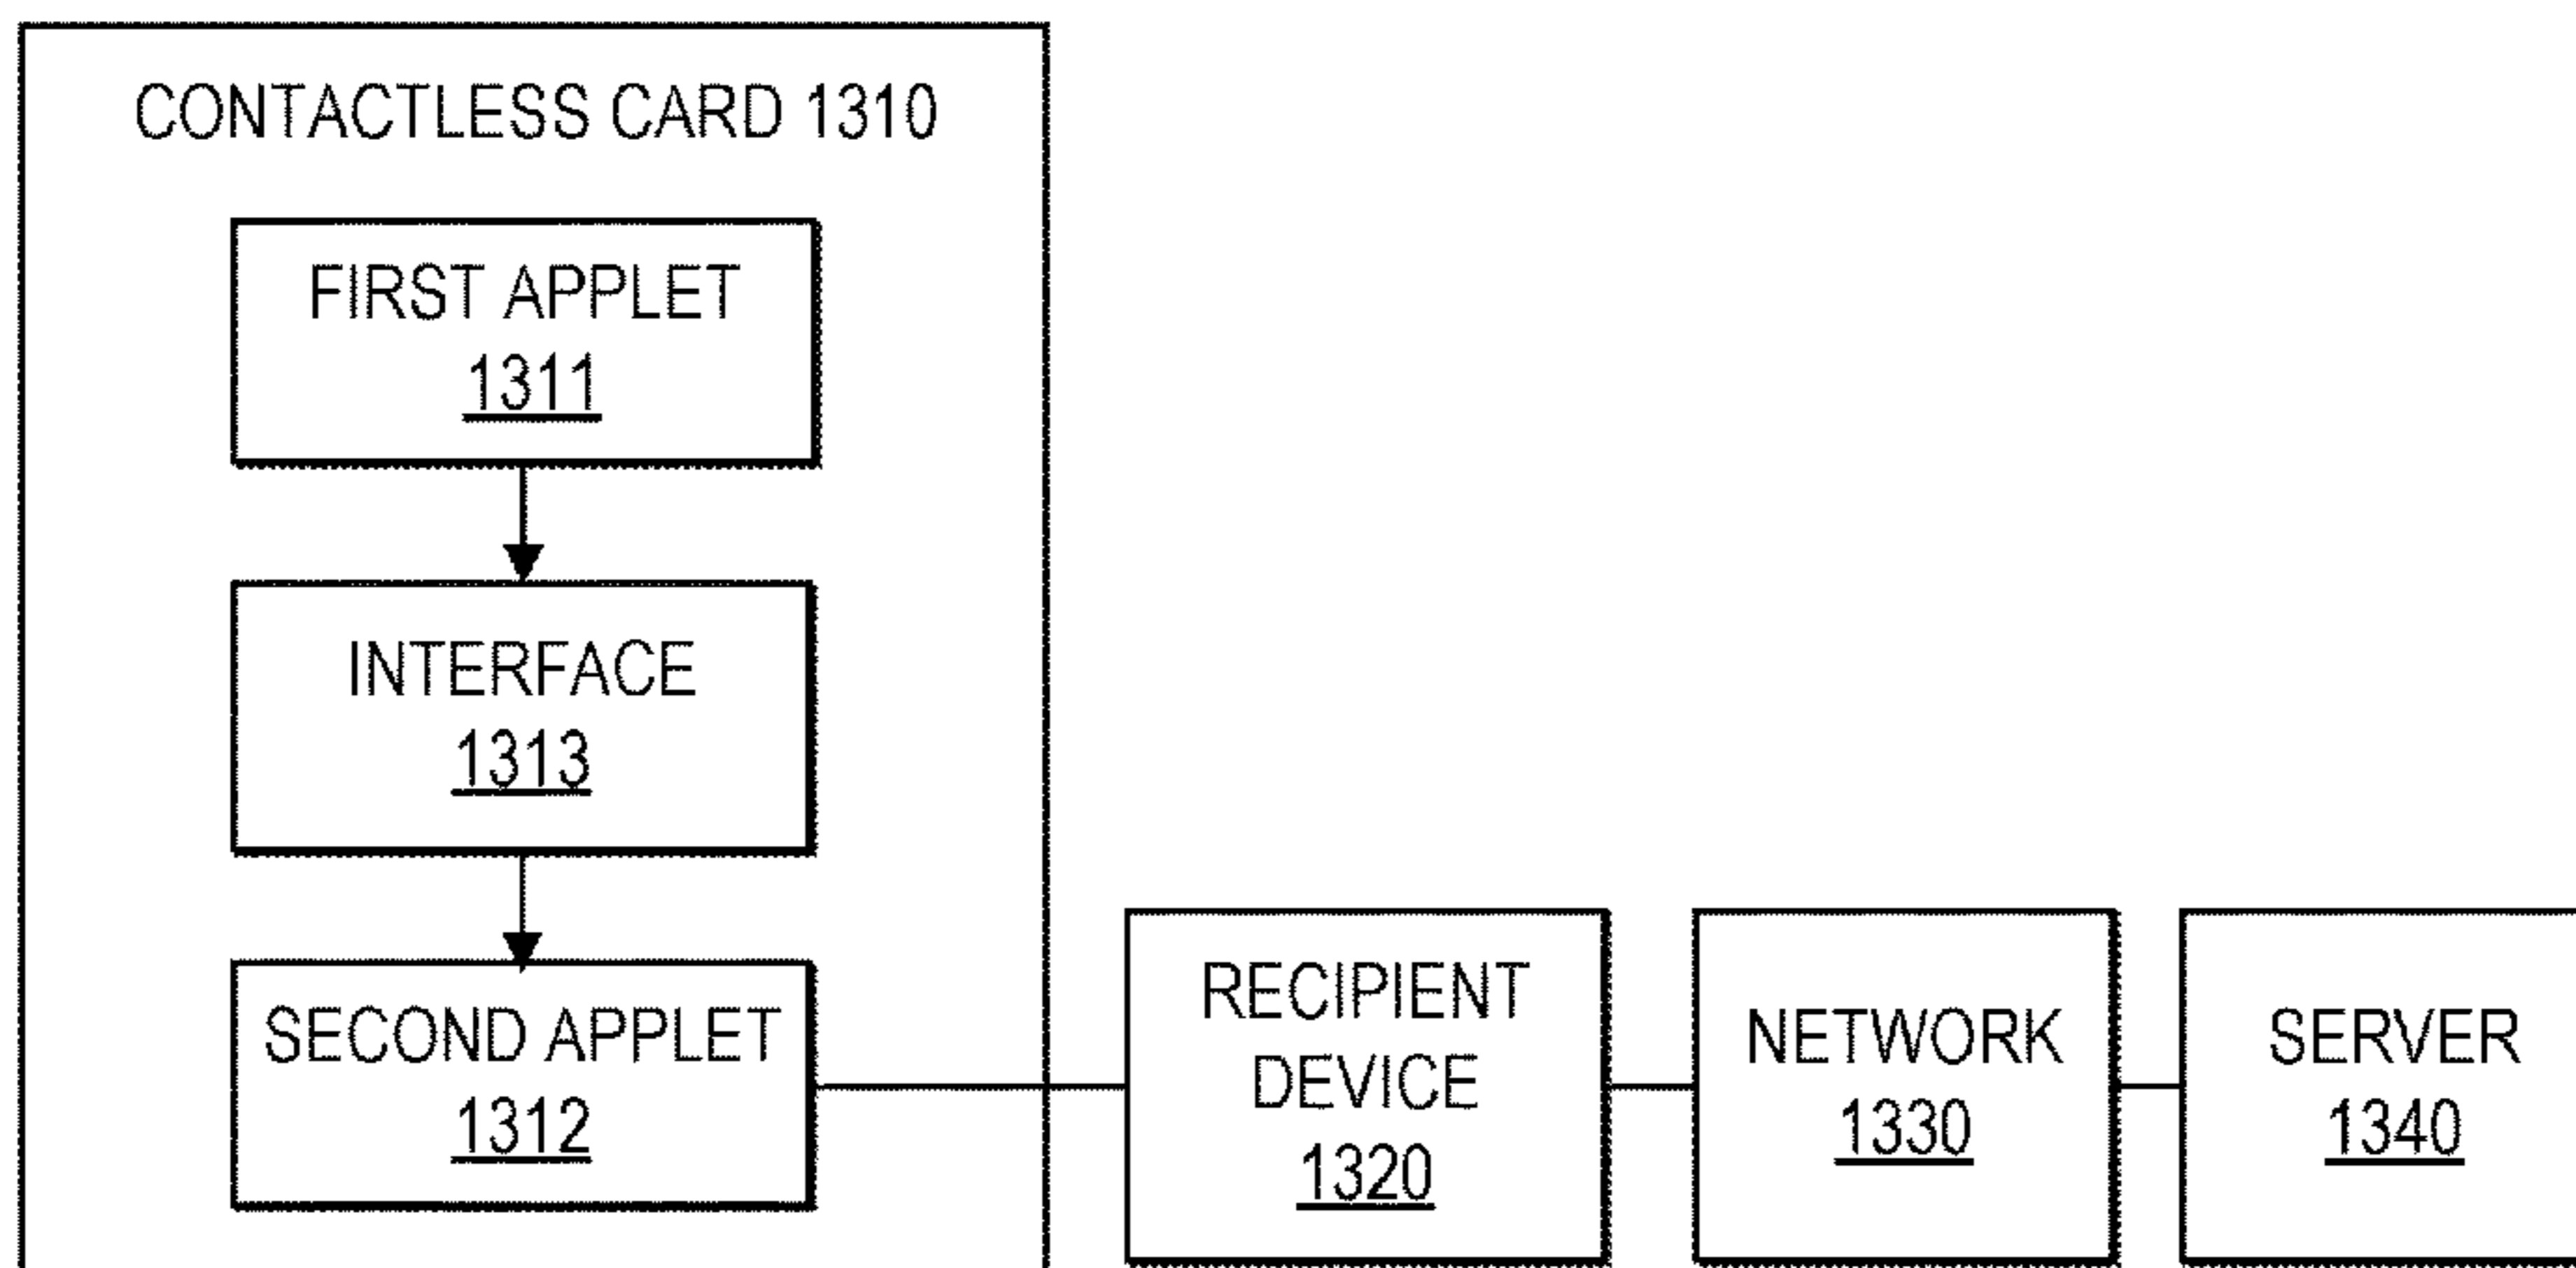 CONTACTLESS CARD 1310
FIRST APPLET
1311
INTERFACE
1313
SECOND APPLET
1312
RECIPIENT
DEVICE
1320
NETWORK
1330
SERVER
1340